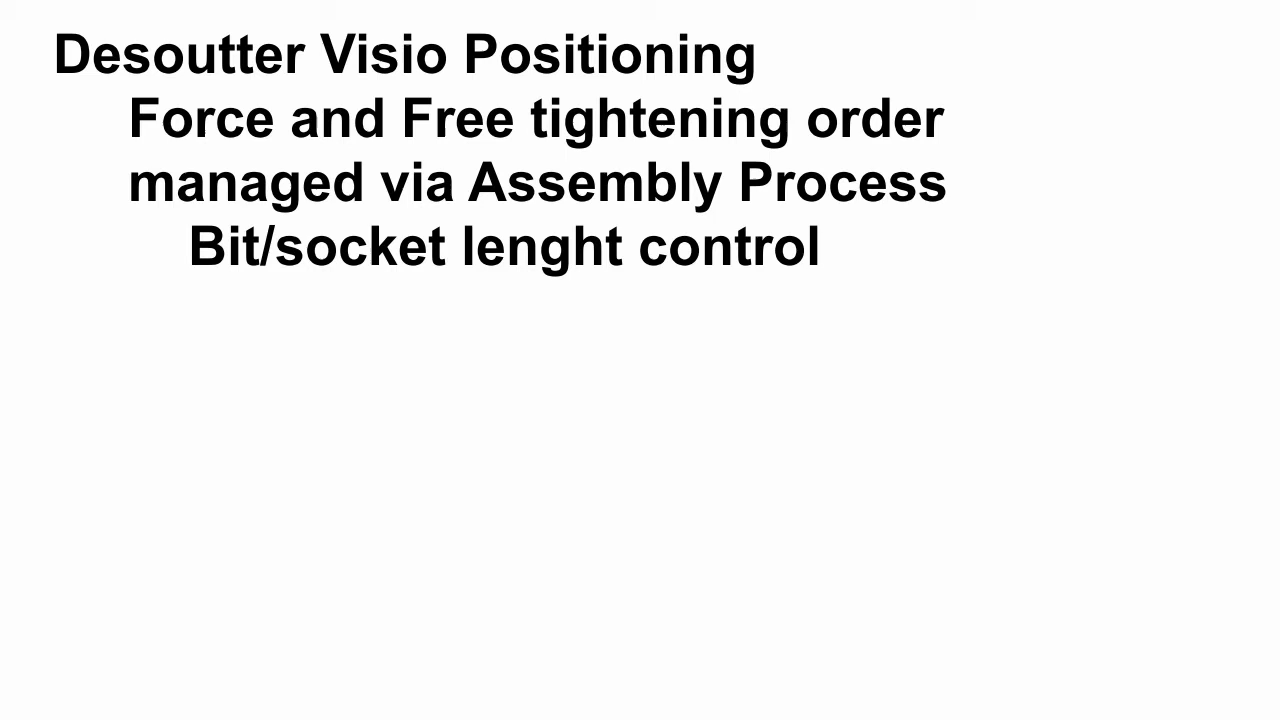 Desoutter Visio Positioning
Force and Free tightening order
managed via Assembly Process
Bit/socket lenght control